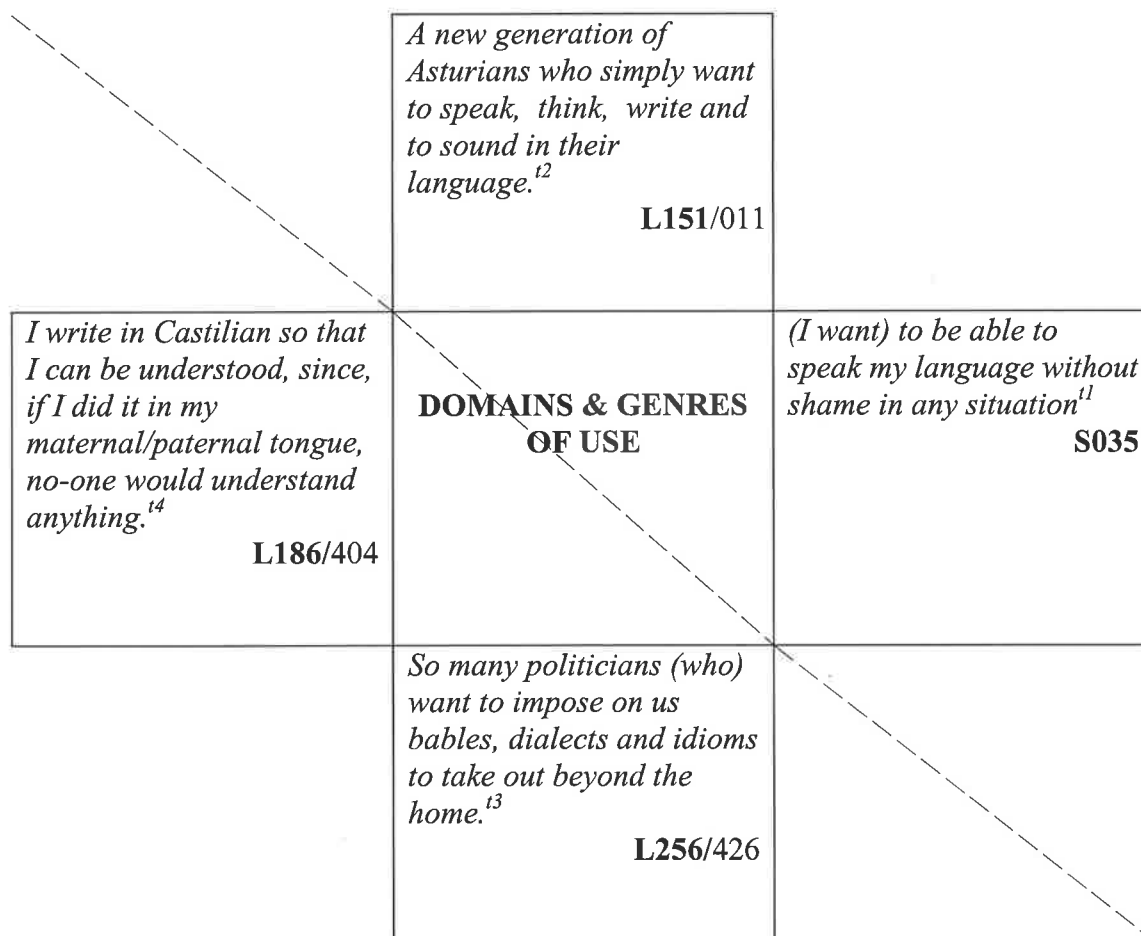 A new generation of
Asturians who simply want
to speak, think, write and
to sound in their
language.t2
L151/011
I write in Castilian so that
I can be understood, since,
if I did it in my
maternal/paternal tongue,
no-one would understand
anything.t4
L186/404
DOMAINS & GENRES
OF USE
(I want) to be able to
speak my language without
shame in any situationt1
S035
So many politicians (who)
want to impose on us
bables, dialects and idioms
to take out beyond the
home.t3
L256/426